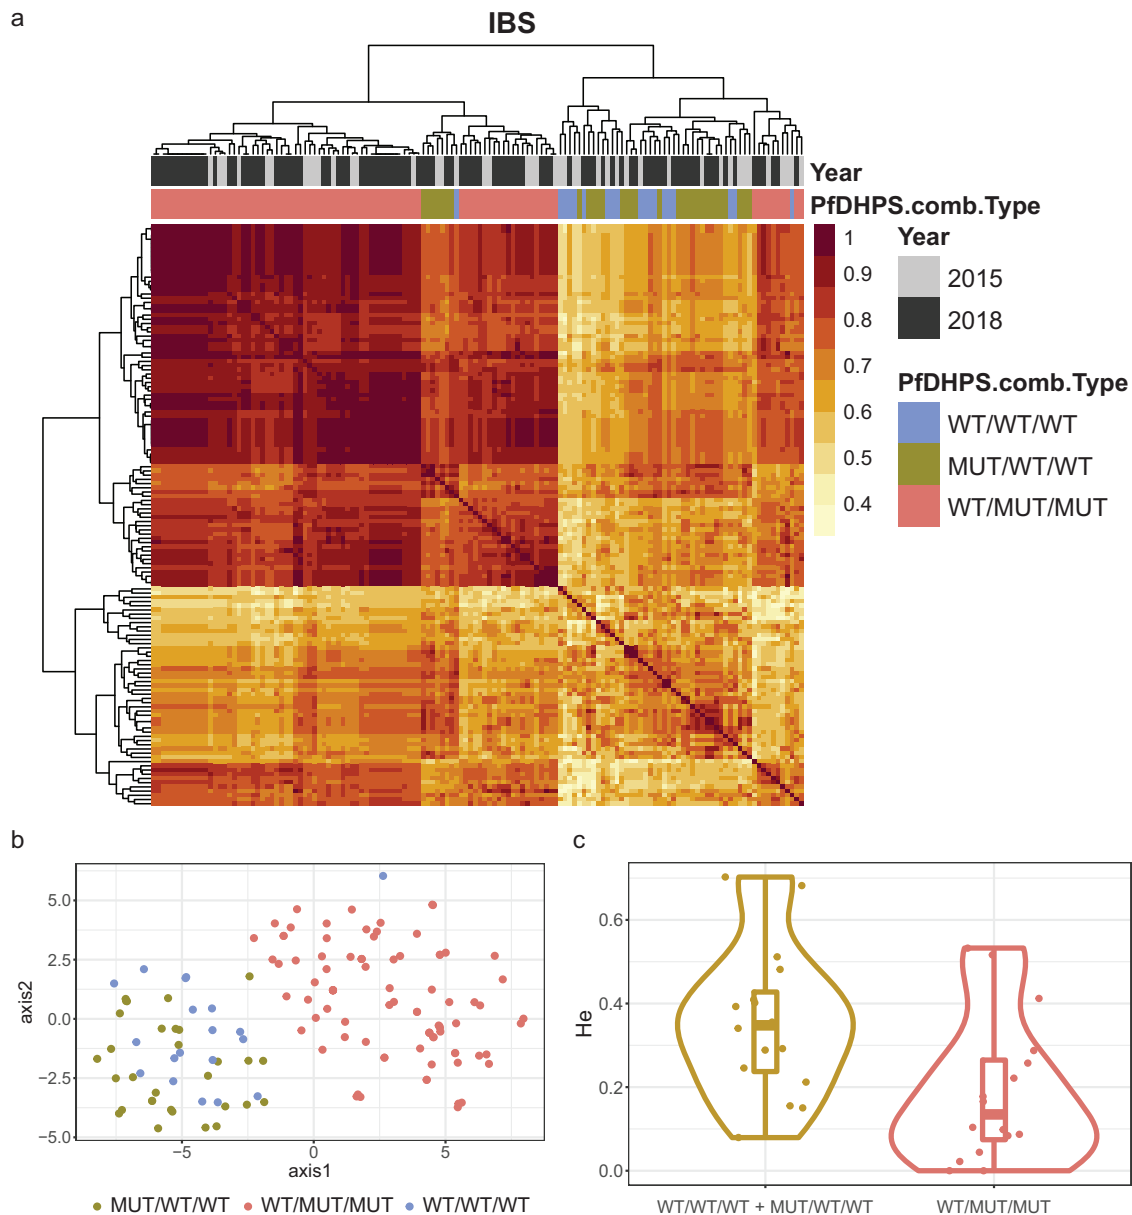 a
IBS
Year
PfDHPS.comb.Type
1
0.9
0.8
0.7
0.6
0.5
0.4
Year
2015
2018
PfDHPS.comb.Type
WT/WT/WT
MUT/WT/WT
WT/MUT/MUT
b
axis2
5.0
2.5
0.0
−2.5
−5.0
−5
0
5
axis1
MUT/WT/WT
WT/MUT/MUT
WT/WT/WT
c
He
0.6
0.4
0.2
0.0
WT/WT/WT + MUT/WT/WT
WT/MUT/MUT